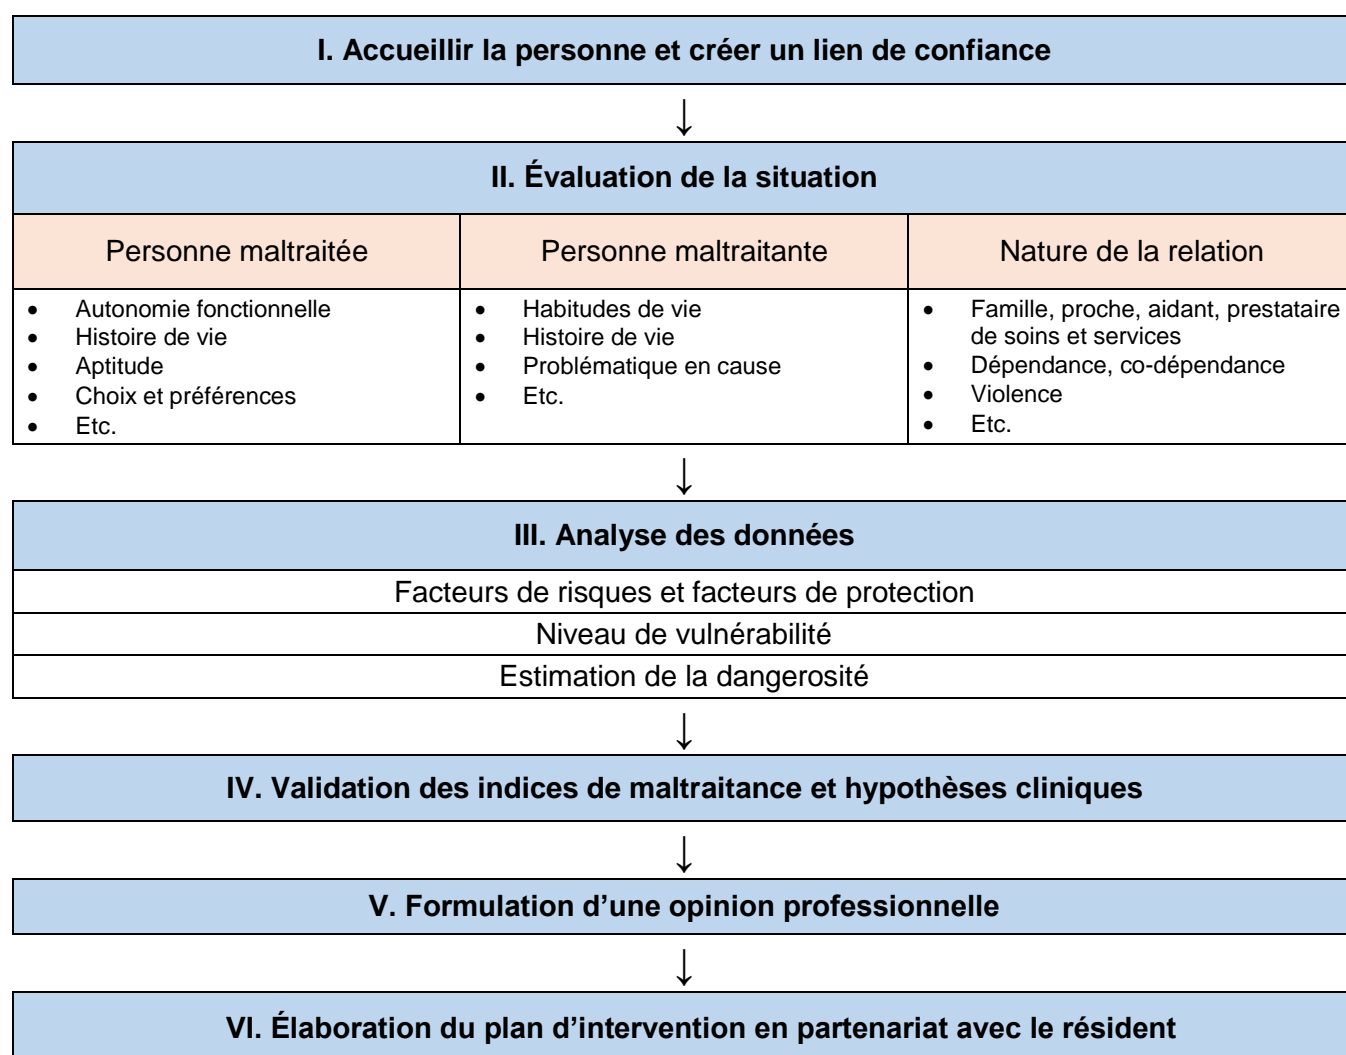 I. Accueillir la personne et créer un lien de confiance
↓
II. Évaluation de la situation
Personne maltraitée
Personne maltraitante
Nature de la relation
• Autonomie fonctionnelle
• Histoire de vie
• Aptitude
• Choix et préférences
• Etc.
• Habitudes de vie
• Histoire de vie
• Problématique en cause
• Etc.
• Famille, proche, aidant, prestataire
de soins et services
• Dépendance, co-dépendance
• Violence
• Etc.
↓
III. Analyse des données
Facteurs de risques et facteurs de protection
Niveau de vulnérabilité
Estimation de la dangerosité
↓
IV. Validation des indices de maltraitance et hypothèses cliniques
↓
V. Formulation d’une opinion professionnelle
↓
VI. Élaboration du plan d’intervention en partenariat avec le résident